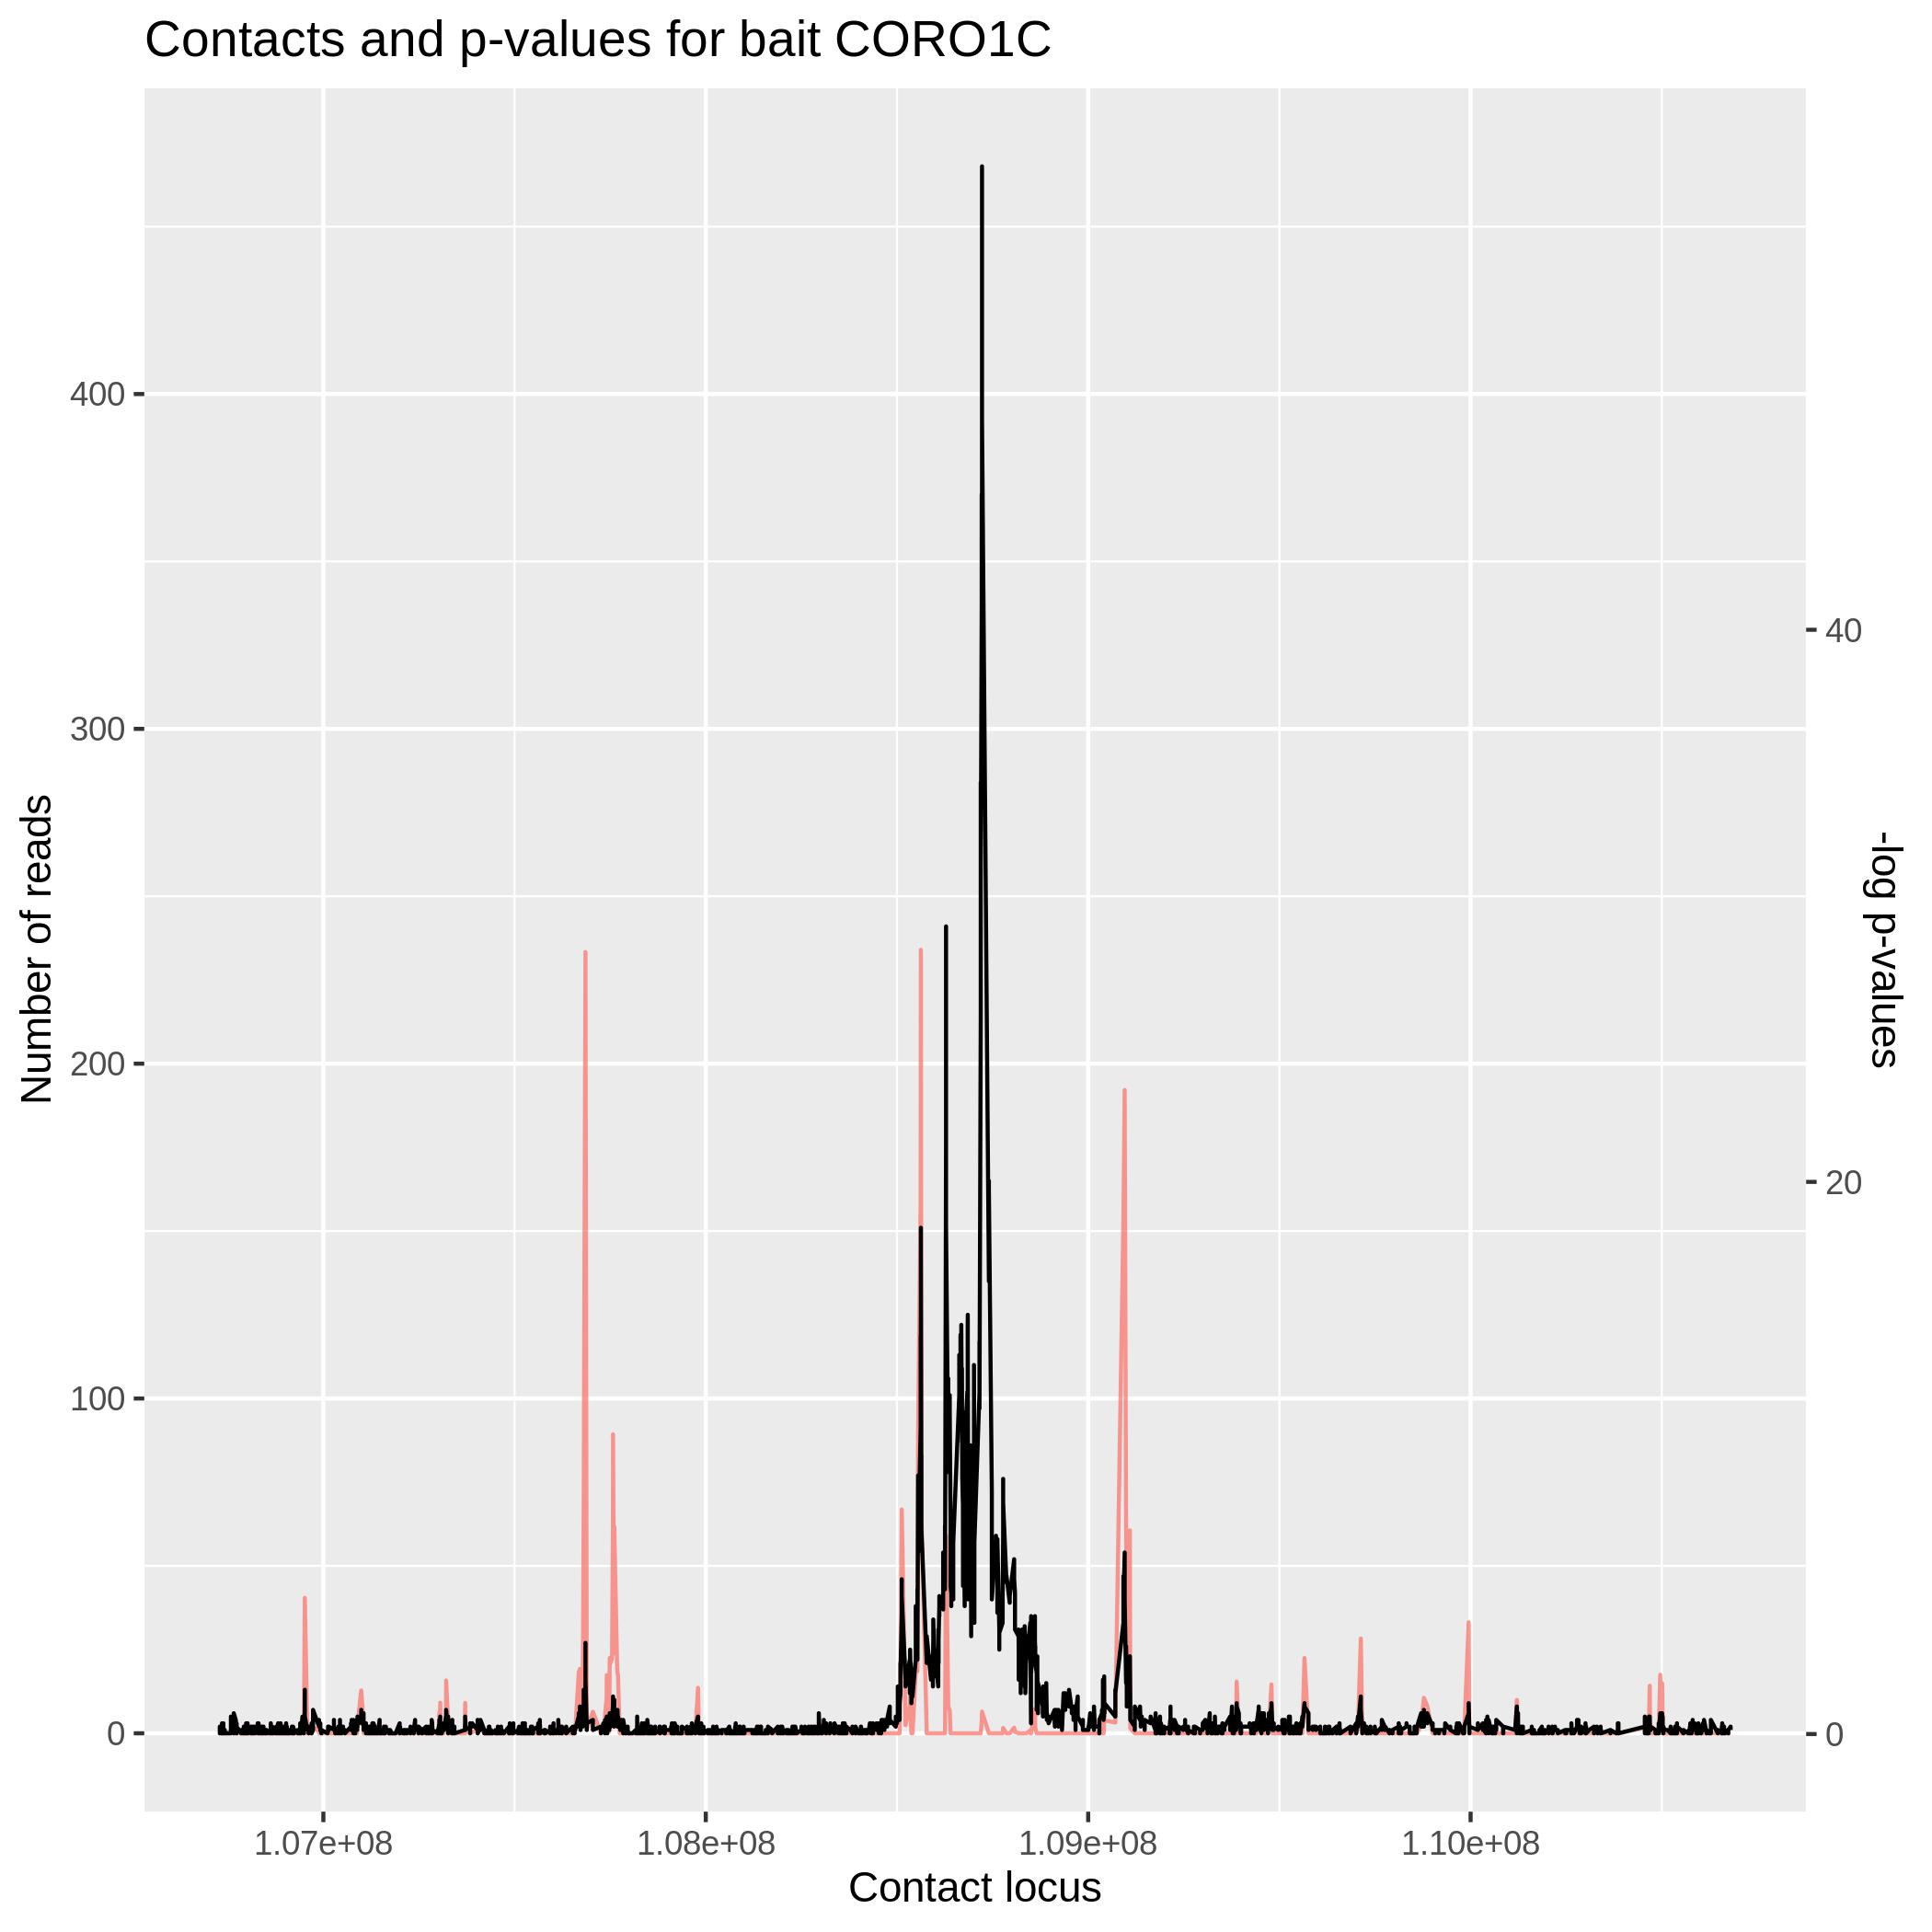 Contacts and p-values for bait CORO1C
Number of reads
400
300
200
100
0
40
20
0
-log p-values
1.07e+08
1.08e+08
1.09e+08
1.10e+08
Contact locus